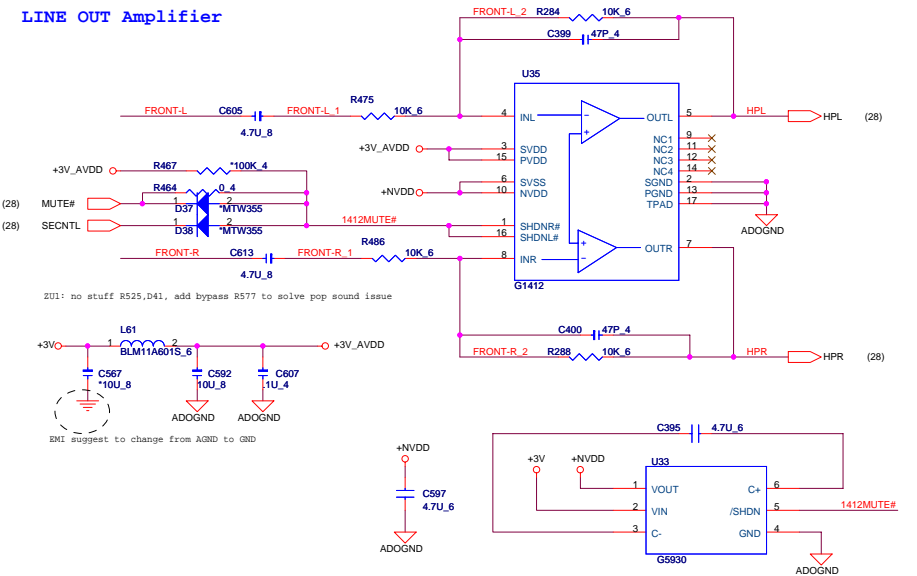 LINE OUT Amplifier
FRONT-L_2 R284 10K_6
C399 47P_4
U35
R475
FRONT-L C605 FRONT-L_1 10K_6
4.7U_8
4 INL OUTL 5 HPL HPL (28)
+3V_AVDD 3 SVDD
15 PVDD
NC1 9
NC2 11
NC3 12
NC4 14
+3V_AVDD R467 *100K_4
+NVDD 6 SVSS
10 NVDD
SGND 2
PGND 13
TPAD 17
ADOGND
R464 0_4
(28) MUTE# 1 2
D37 *MTW355
(28) SECNTL 1 2
D38 *MTW355
1412MUTE# 1 SHDNR#
16 SHDNL#
R486
FRONT-R C613 FRONT-R_1 10K_6
4.7U_8
8 INR OUTR 7
G1412
ZU1: no stuff R525,D41, add bypass R577 to solve pop sound issue
C400 47P_4
FRONT-R_2 R288 10K_6
HPR HPR (28)
L61
+3V 1 2 +3V_AVDD
BLM11A601S_6
C567
*10U_8
C592
10U_8
C607
.1U_4
ADOGND ADOGND
EMI suggest to change from AGND to GND
C395 4.7U_6
+NVDD
C597
4.7U_6
ADOGND
+3V +NVDD
U33
1 VOUT C+ 6
2 VIN /SHDN 5 1412MUTE#
3 C- GND 4
G5930
ADOGND